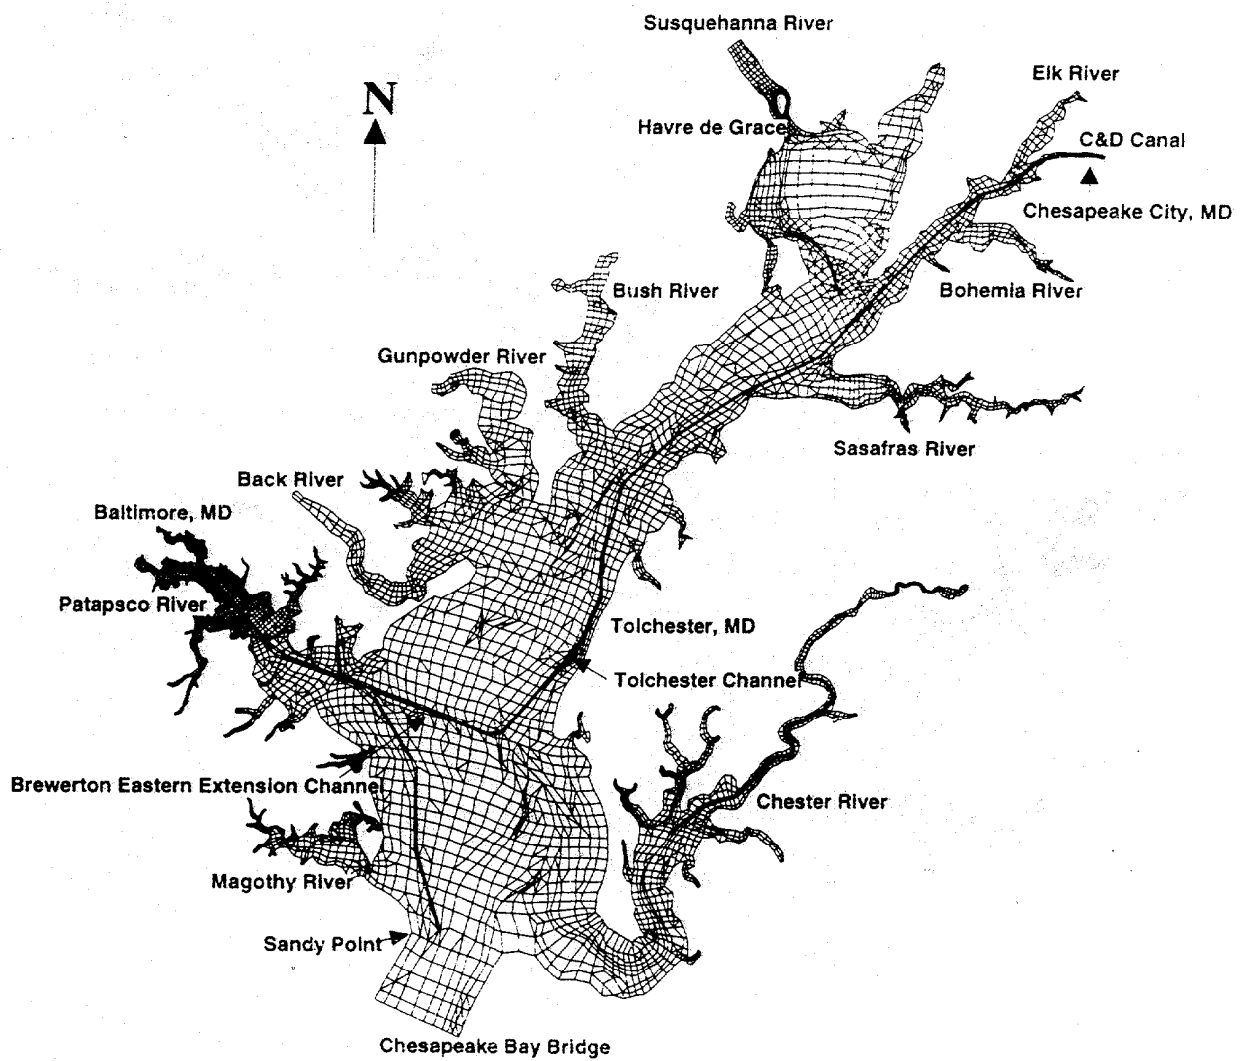 Susquehanna River
Elk River
N
Havre de Grace
C&D Canal
Chesapeake City, MD
Bush River
Bohemia River
Gunpowder River
Sasafras River
Back River
Baltimore, MD
Patapsco River
Tolchester, MD
Tolchester Channel
Brewerton Eastern Extension Channel
Chester River
Magothy River
Sandy Point
Chesapeake Bay Bridge